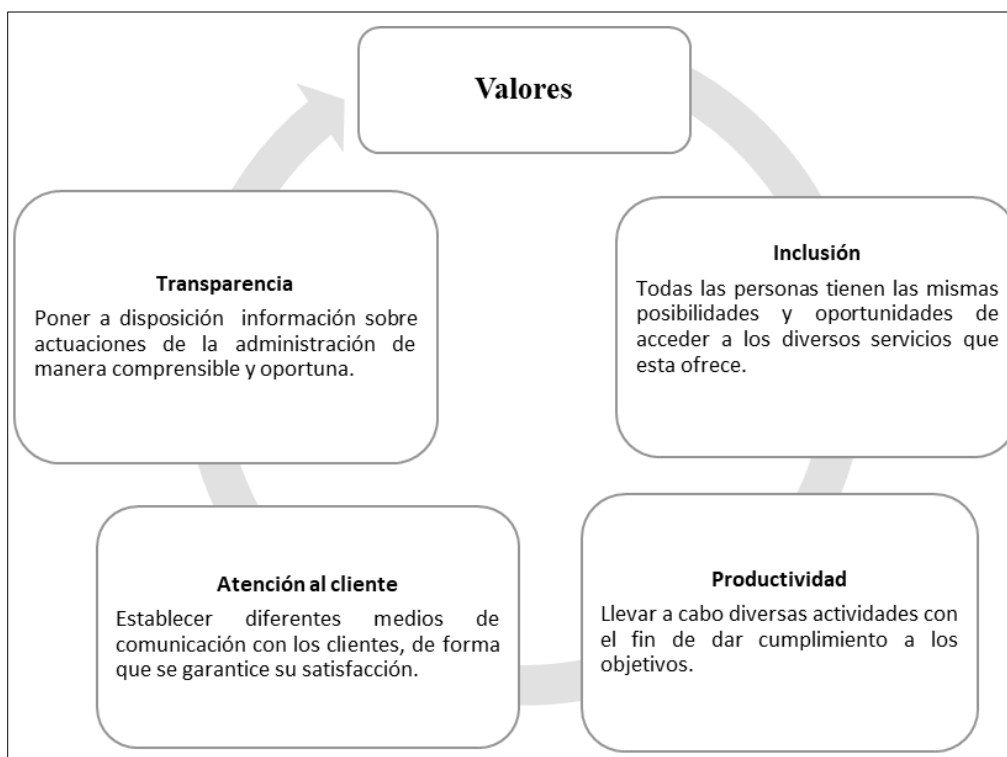 Valores
Inclusión
Todas las personas tienen las mismas
posibilidades y oportunidades de
acceder a los diversos servicios que
esta ofrece.
Productividad
Llevar a cabo diversas actividades con
el fin de dar cumplimiento a los
objetivos.
Atención al cliente
Establecer diferentes medios de
comunicación con los clientes, de forma
que se garantice su satisfacción.
Transparencia
Poner a disposición información sobre
actuaciones de la administración de
manera comprensible y oportuna.